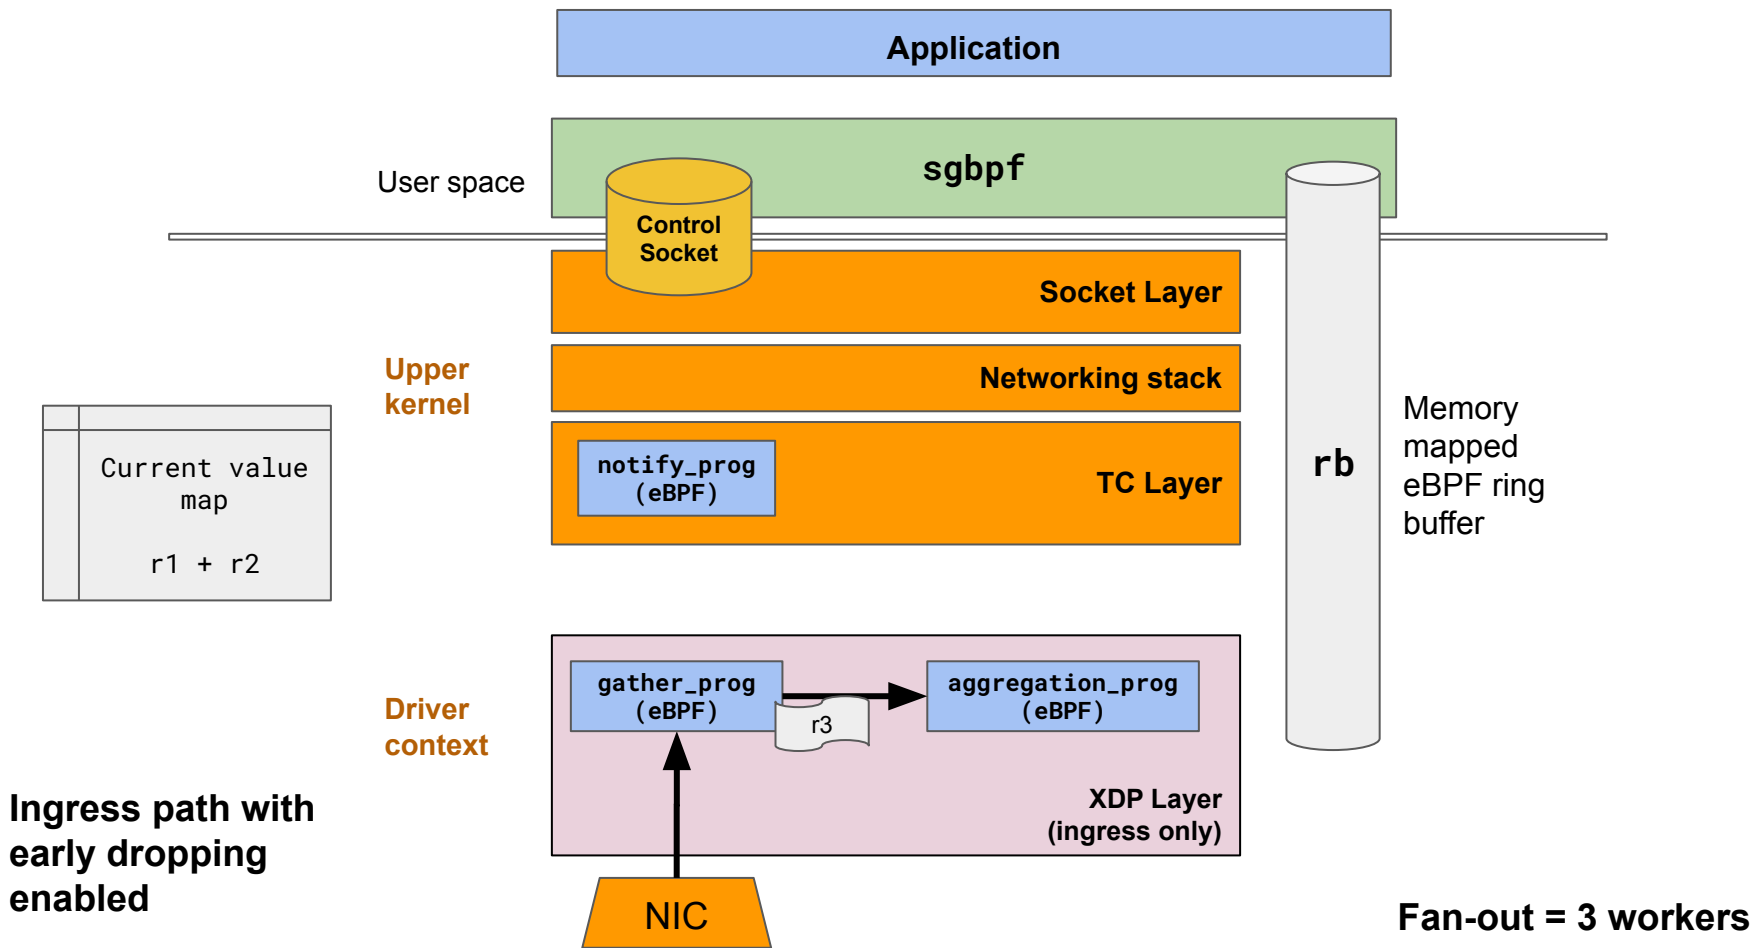 Application
sgbpf
User space
Control
Socket
Socket Layer
Upper
kernel
Networking stack
Current value
map
r1 + r2
notify_prog
(eBPF)
TC Layer
rb
Memory
mapped
eBPF ring
buffer
Driver
context
gather_prog
(eBPF)
r3
aggregation_prog
(eBPF)
XDP Layer
(ingress only)
Ingress path with
early dropping
enabled
NIC
Fan-out = 3 workers